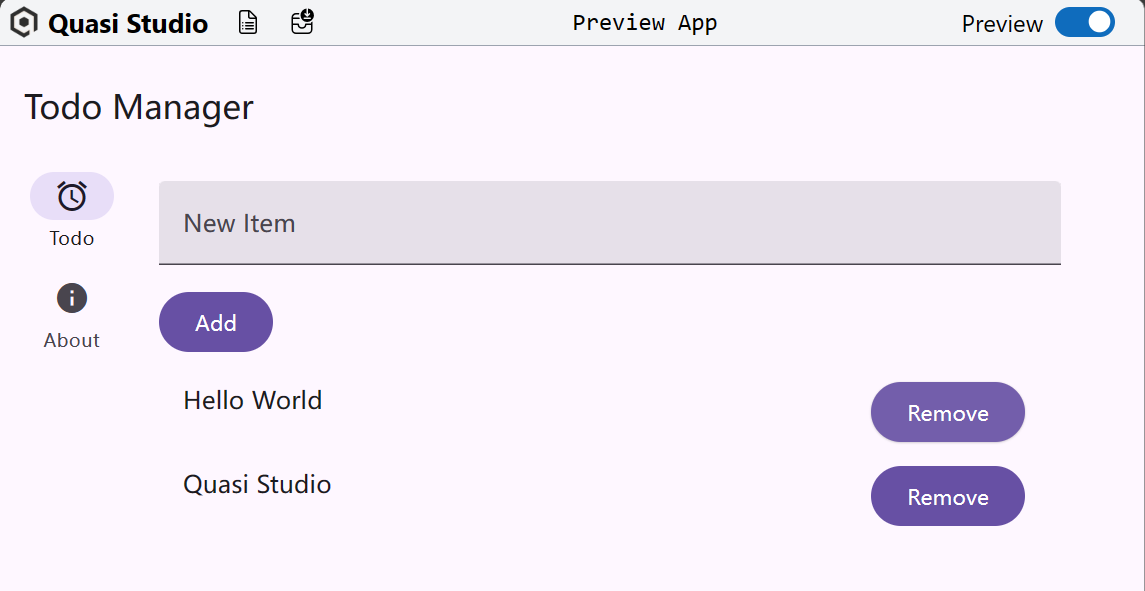 Quasi Studio
Preview App
Preview
Todo Manager
Todo
About
New Item
Add
Hello World
Remove
Quasi Studio
Remove